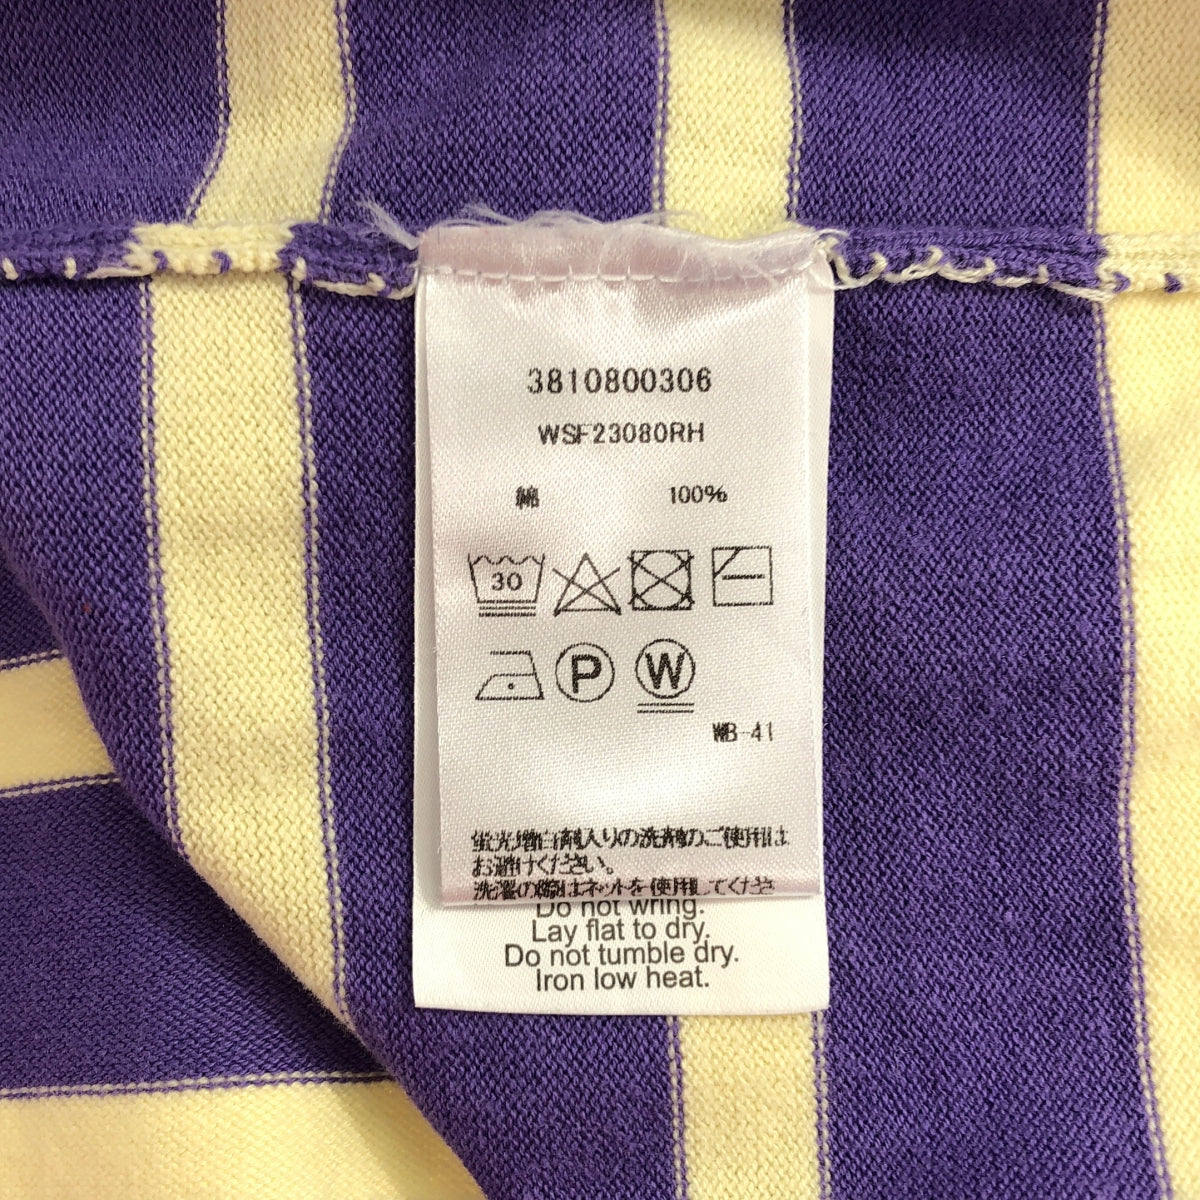 3810800306
WSF23080RH
綿 100%
30
P W
WB-41
蛍光増白剤入りの洗剤のご使用は
お避けください。
洗濯の際はネットを使用してくださ
Do not wring.
Lay flat to dry.
Do not tumble dry.
Iron low heat.